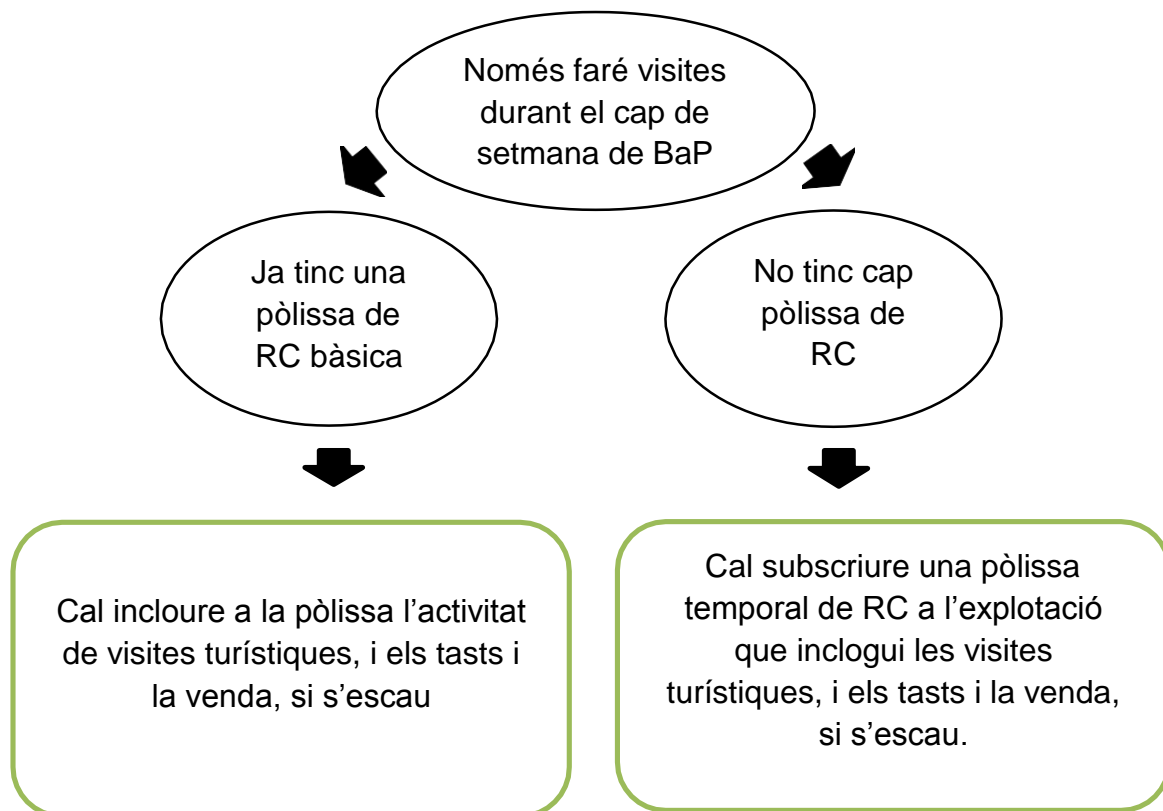 Només faré visites
durant el cap de
setmana de BaP
Ja tinc una
pòlissa de
RC bàsica
No tinc cap
pòlissa de
RC
Cal incloure a la pòlissa l’activitat
de visites turístiques, i els tasts i
la venda, si s’escau
Cal subscriure una pòlissa
temporal de RC a l’explotació
que inclogui les visites
turístiques, i els tasts i la venda,
si s’escau.